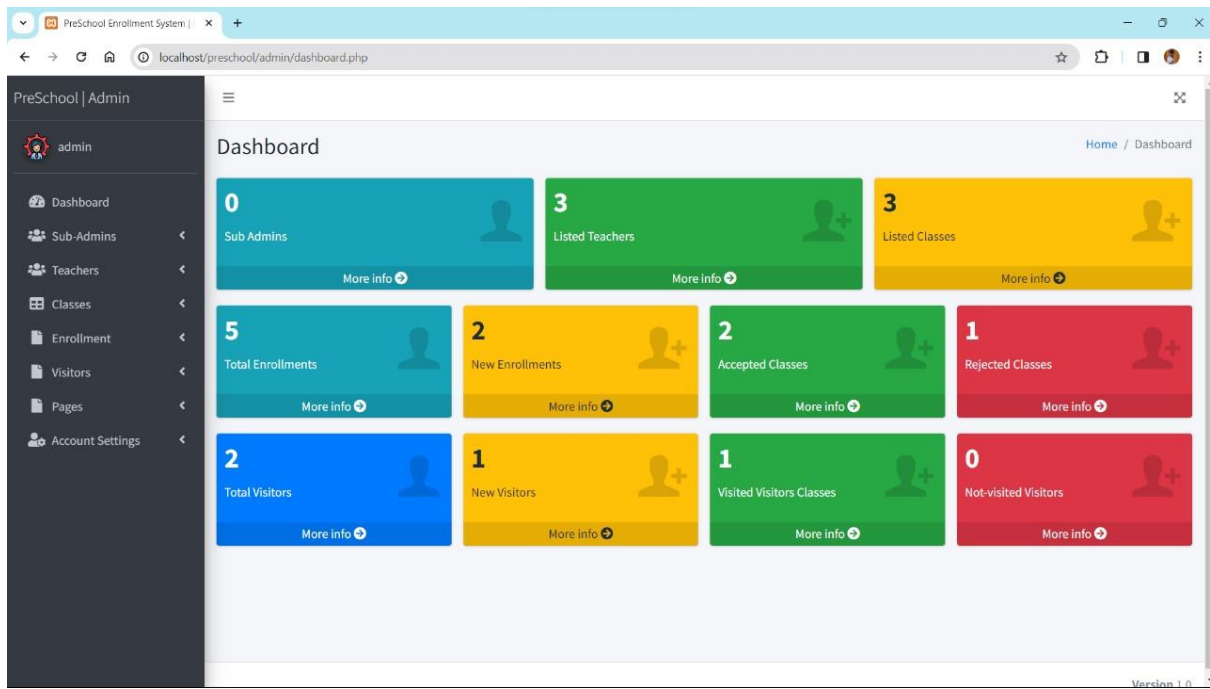 PreSchool Enrollment System |
localhost/preschool/admin/dashboard.php
PreSchool | Admin
admin
Dashboard
Sub-Admins
Teachers
Classes
Enrollment
Visitors
Pages
Account Settings
Dashboard
Home / Dashboard
0
Sub Admins
More info
3
Listed Teachers
More info
3
Listed Classes
More info
5
Total Enrollments
More info
2
New Enrollments
More info
2
Accepted Classes
More info
1
Rejected Classes
More info
2
Total Visitors
More info
1
New Visitors
More info
1
Visited Visitors Classes
More info
0
Not-visited Visitors
More info
Version 1.0